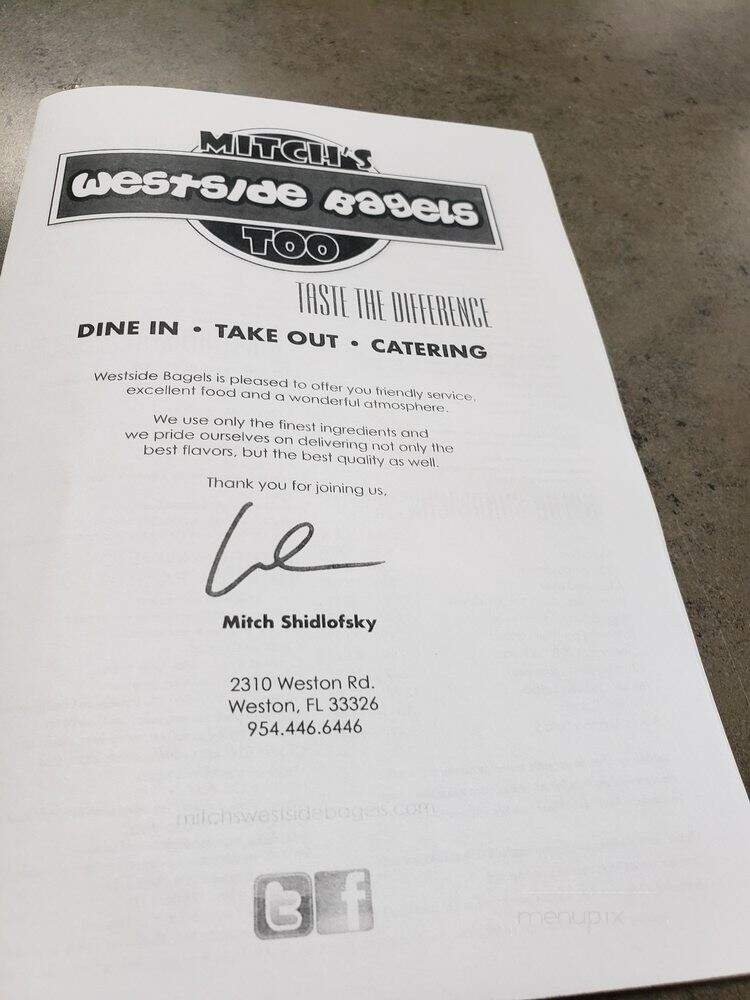 MITCH'S
Westside Bagels
TOO
TASTE THE DIFFERENCE
DINE IN • TAKE OUT • CATERING
Westside Bagels is pleased to offer you friendly service,
excellent food and a wonderful atmosphere.
We use only the finest ingredients and
we pride ourselves on delivering not only the
best flavors, but the best quality as well.
Thank you for joining us,
Mitch Shidlofsky
2310 Weston Rd.
Weston, FL 33326
954.446.6446
mitchswestsidebagels.com
t f
menupix